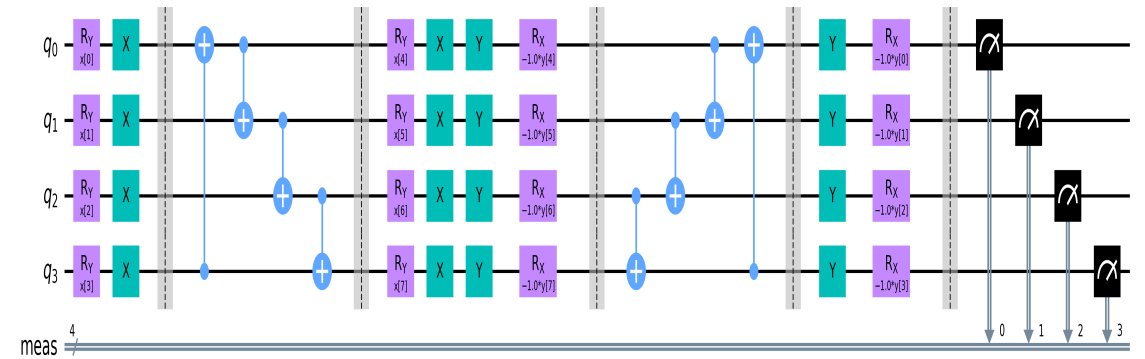 q0 RY x[0] X RY x[4] X Y RX −1.0*y[4] Y RX −1.0*y[0]
q1 RY x[1] X RY x[5] X Y RX −1.0*y[5] Y RX −1.0*y[1]
q2 RY x[2] X RY x[6] X Y RX −1.0*y[6] Y RX −1.0*y[2]
q3 RY x[3] X RY x[7] X Y RX −1.0*y[7] Y RX −1.0*y[3]
meas 4 0 1 2 3